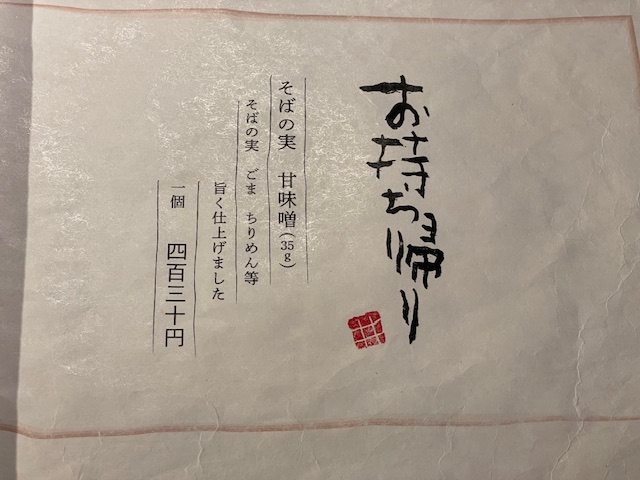 お持ち帰り
そばの実 甘味噌(35g)
そばの実 ごま ちりめん等
旨く仕上げました
一個 四百三十円